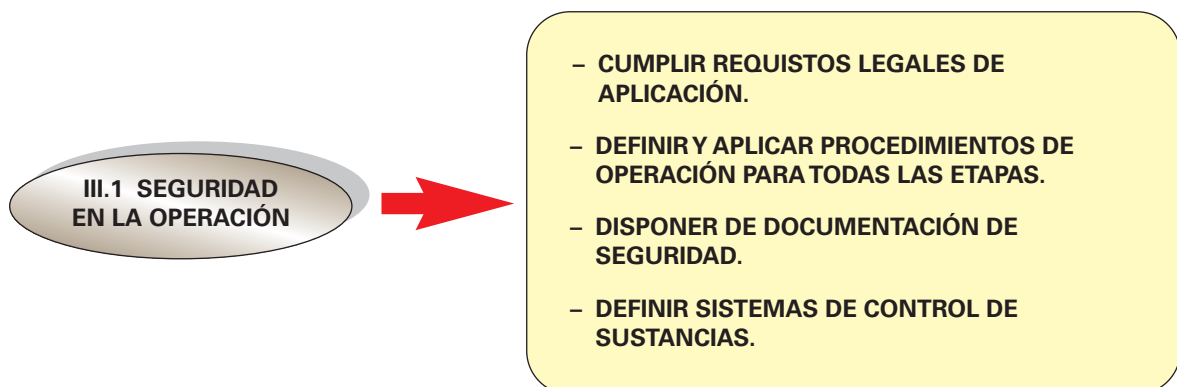 III.1 SEGURIDAD
EN LA OPERACIÓN
– CUMPLIR REQUISTOS LEGALES DE
APLICACIÓN.
– DEFINIR Y APLICAR PROCEDIMIENTOS DE
OPERACIÓN PARA TODAS LAS ETAPAS.
– DISPONER DE DOCUMENTACIÓN DE
SEGURIDAD.
– DEFINIR SISTEMAS DE CONTROL DE
SUSTANCIAS.